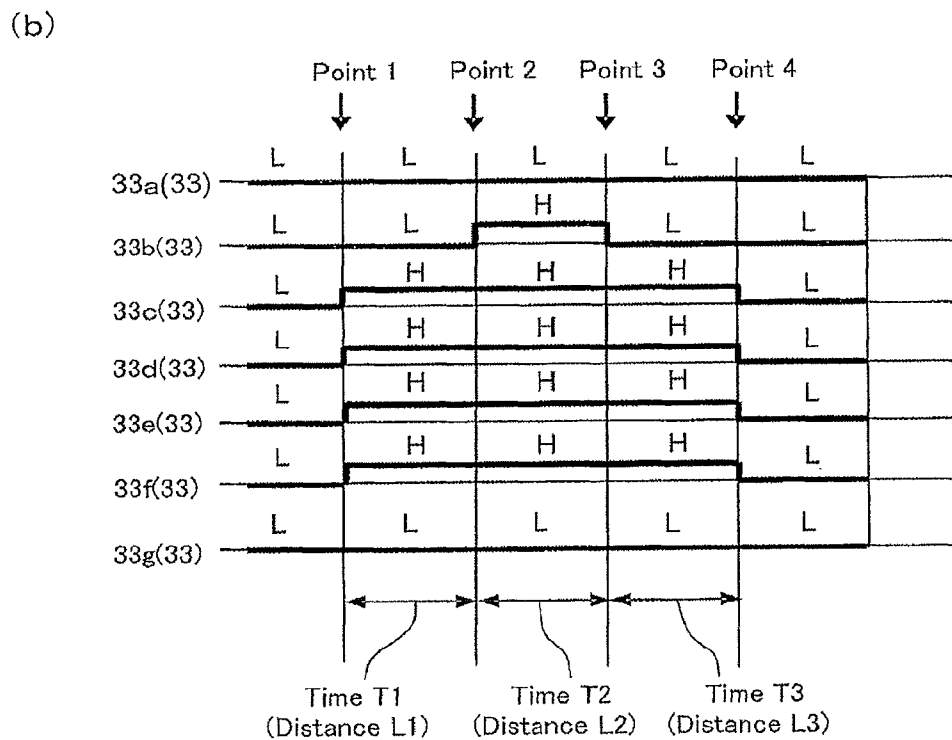 (b)
Point 1 Point 2 Point 3 Point 4
L L L L L
33a(33)
H
L L L L
33b(33)
L H H H L
33c(33)
L H H H L
33d(33)
L H H H L
33e(33)
L H H H L
33f(33)
L L L L L
33g(33)
Time T1 Time T2 Time T3
(Distance L1) (Distance L2) (Distance L3)